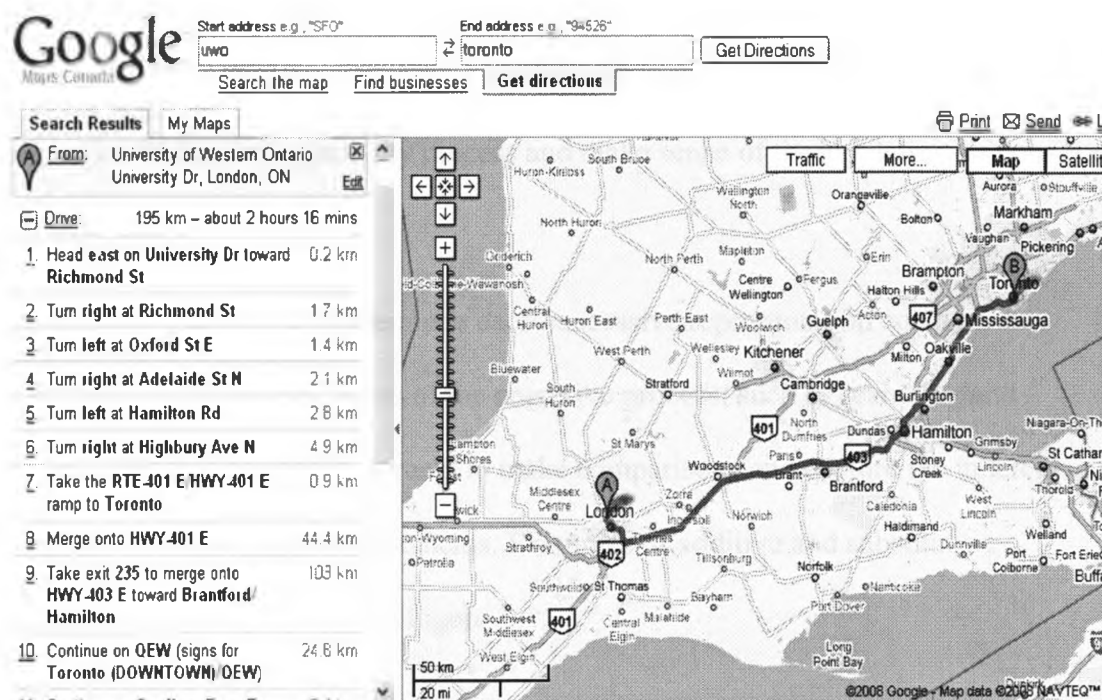 Google
Maps Canada
Start address e.g., "SFO"
End address e.g., "94526"
uwo
toronto
Get Directions
Search the map
Find businesses
Get directions
Search Results
My Maps
Print
Send
A
From:
University of Western Ontario
University Dr, London, ON
Edit
Drive:
195 km – about 2 hours 16 mins
1. Head east on University Dr toward 0.2 km
Richmond St
2. Turn right at Richmond St 1.7 km
3. Turn left at Oxford St E 1.4 km
4. Turn right at Adelaide St N 2.1 km
5. Turn left at Hamilton Rd 2.8 km
6. Turn right at Highbury Ave N 4.9 km
7. Take the RTE-401 E/HWY-401 E 0.9 km
ramp to Toronto
8. Merge onto HWY-401 E 44.4 km
9. Take exit 235 to merge onto 103 km
HWY-403 E toward Brantford/
Hamilton
10. Continue on QEW (signs for 24.6 km
Toronto (DOWNTOWN)/QEW)
Traffic
More...
Map
Satellit
South Bruce
Huron-Kinloss
Wellington
North
Orangeville
Aurora
Stouffville
Markham
Bolton
Vaughan
Pickering
North Huron
Goderich
North Perth
Mapleton
Erin
Brampton
B
Toronto
Centre
Wellington
Fergus
Halton Hills
Acton
407
Mississauga
Central
Huron
Huron East
Perth East
Woolwich
Guelph
Milton
Oakville
West Perth
Wellesley
Kitchener
Wilmot
Bluewater
South
Huron
Stratford
Cambridge
Burlington
North
Dumfries
Dundas
Hamilton
Niagara-On-Th
401
403
St Marys
Paris
Brant
Brantford
Stoney
Creek
Grimsby
Lincoln
St Cathar
Thorold
Shores
Woodstock
A
London
Middlesex
Centre
Zorra
Ingersoll
Norwich
Caledonia
West
Lincoln
Haldimand
Welland
402
Strathroy
Thames
Centre
Tillsonburg
Dunnville
Port
Colborne
Fort Erie
Buffa
Petrolia
Southwold
St Thomas
Norfolk
Nanticoke
401
Southwest
Middlesex
Central
Elgin
Malahide
Bayham
Port Dover
West Elgin
Long
Point Bay
50 km
20 mi
Dunkirk
©2008 Google - Map data ©2008 NAVTEQ™